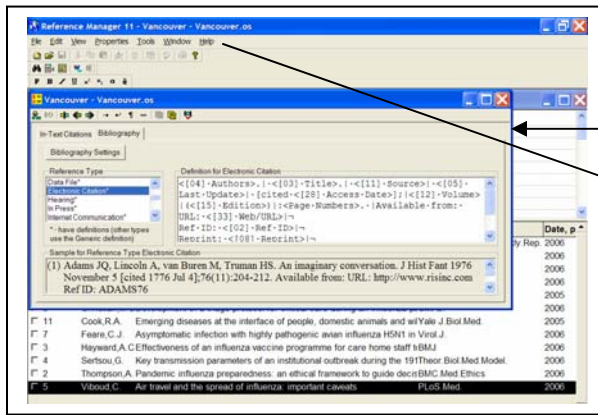 Reference Manager 11 - Vancouver - Vancouver.os
File Edit View Properties Tools Window Help
Vancouver - Vancouver.os
In-Text Citations Bibliography
Bibliography Settings
Reference Type
Data File*
Electronic Citation*
Hearing*
In Press*
Internet Communication*
* - have definitions (other types
use the Generic definition)
Definition for Electronic Citation
<[04]·Authors>.|·<[03]·Title>.|·<[11]·Source>|·<[05]·
Last·Update>|·[cited·<[28]·Access·Date>];|<[12]·Volume>
|(<[15]·Edition>)|:<Page·Numbers>.·|Available·from:·
URL:·<[33]·Web/URL>|¬
Ref·ID:·<[02]·Ref·ID>|¬
Reprint:·<[08]·Reprint>|¬
Sample for Reference Type Electronic Citation
(1) Adams JQ, Lincoln A, van Buren M, Truman HS. An imaginary conversation. J Hist Fant 1976
November 5 [cited 1776 Jul 4];76(11):204-212. Available from: URL: http://www.risinc.com
Ref ID: ADAMS76
Date, p
Rep. 2006
2006
2006
2006
2005
11 Cook,R.A. Emerging diseases at the interface of people, domestic animals and wil Yale J.Biol.Med. 2005
7 Feare,C.J. Asymptomatic infection with highly pathogenic avian influenza H5N1 in Virol.J. 2006
3 Hayward,A.C Effectiveness of an influenza vaccine programme for care home staff t BMJ 2006
4 Sertsou,G. Key transmission parameters of an institutional outbreak during the 191 Theor.Biol.Med.Model. 2006
2 Thompson,A. Pandemic influenza preparedness: an ethical framework to guide decis BMC.Med.Ethics 2006
5 Viboud,C. Air travel and the spread of influenza: important caveats PLoS.Med. 2006